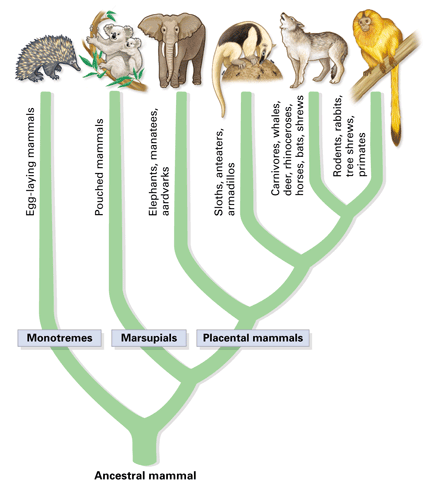 Egg-laying mammals
Pouched mammals
Elephants, manatees,
aardvarks
Sloths, anteaters,
armadillos
Carnivores, whales,
deer, rhinoceroses,
horses, bats, shrews
Rodents, rabbits,
tree shrews,
primates
Monotremes
Marsupials
Placental mammals
Ancestral mammal